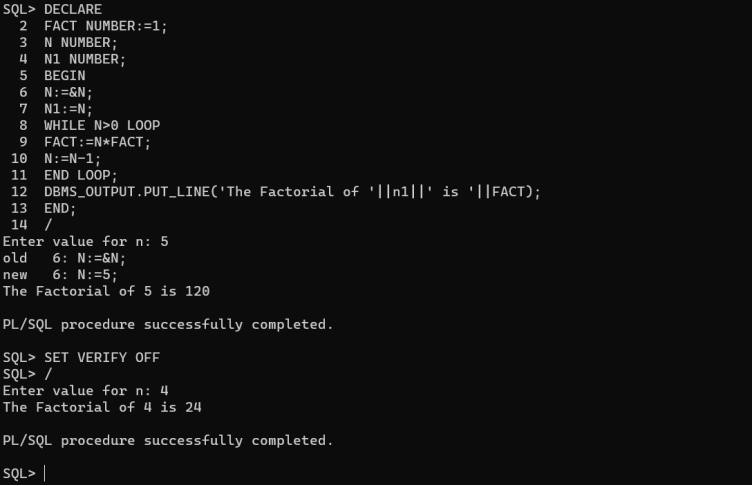 SQL> DECLARE
  2  FACT NUMBER:=1;
  3  N NUMBER;
  4  N1 NUMBER;
  5  BEGIN
  6  N:=&N;
  7  N1:=N;
  8  WHILE N>0 LOOP
  9  FACT:=N*FACT;
 10  N:=N-1;
 11  END LOOP;
 12  DBMS_OUTPUT.PUT_LINE('The Factorial of '||n1||' is '||FACT);
 13  END;
 14  /
Enter value for n: 5
old   6: N:=&N;
new   6: N:=5;
The Factorial of 5 is 120

PL/SQL procedure successfully completed.

SQL> SET VERIFY OFF
SQL> /
Enter value for n: 4
The Factorial of 4 is 24

PL/SQL procedure successfully completed.

SQL>